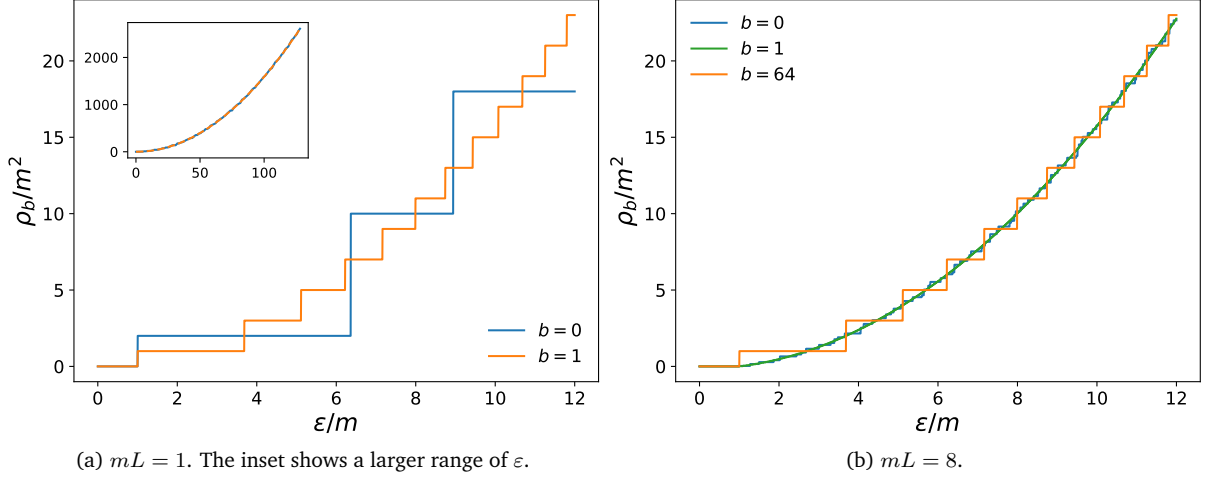 2000
1000
0
0 50 100
20
15
10
5
0
ρ_b/m²
b = 0
b = 1
0 2 4 6 8 10 12
ε/m
(a) mL = 1. The inset shows a larger range of ε.
b = 0
b = 1
b = 64
20
15
10
5
0
ρ_b/m²
0 2 4 6 8 10 12
ε/m
(b) mL = 8.